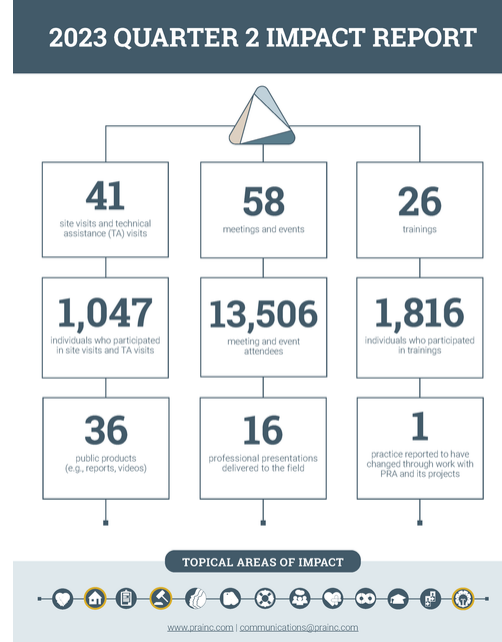 2023 QUARTER 2 IMPACT REPORT
41
site visits and technical
assistance (TA) visits
58
meetings and events
26
trainings
1,047
individuals who participated
in site visits and TA visits
13,506
meeting and event
attendees
1,816
individuals who participated
in trainings
36
public products
(e.g., reports, videos)
16
professional presentations
delivered to the field
1
practice reported to have
changed through work with
PRA and its projects
TOPICAL AREAS OF IMPACT
www.prainc.com | communications@prainc.com